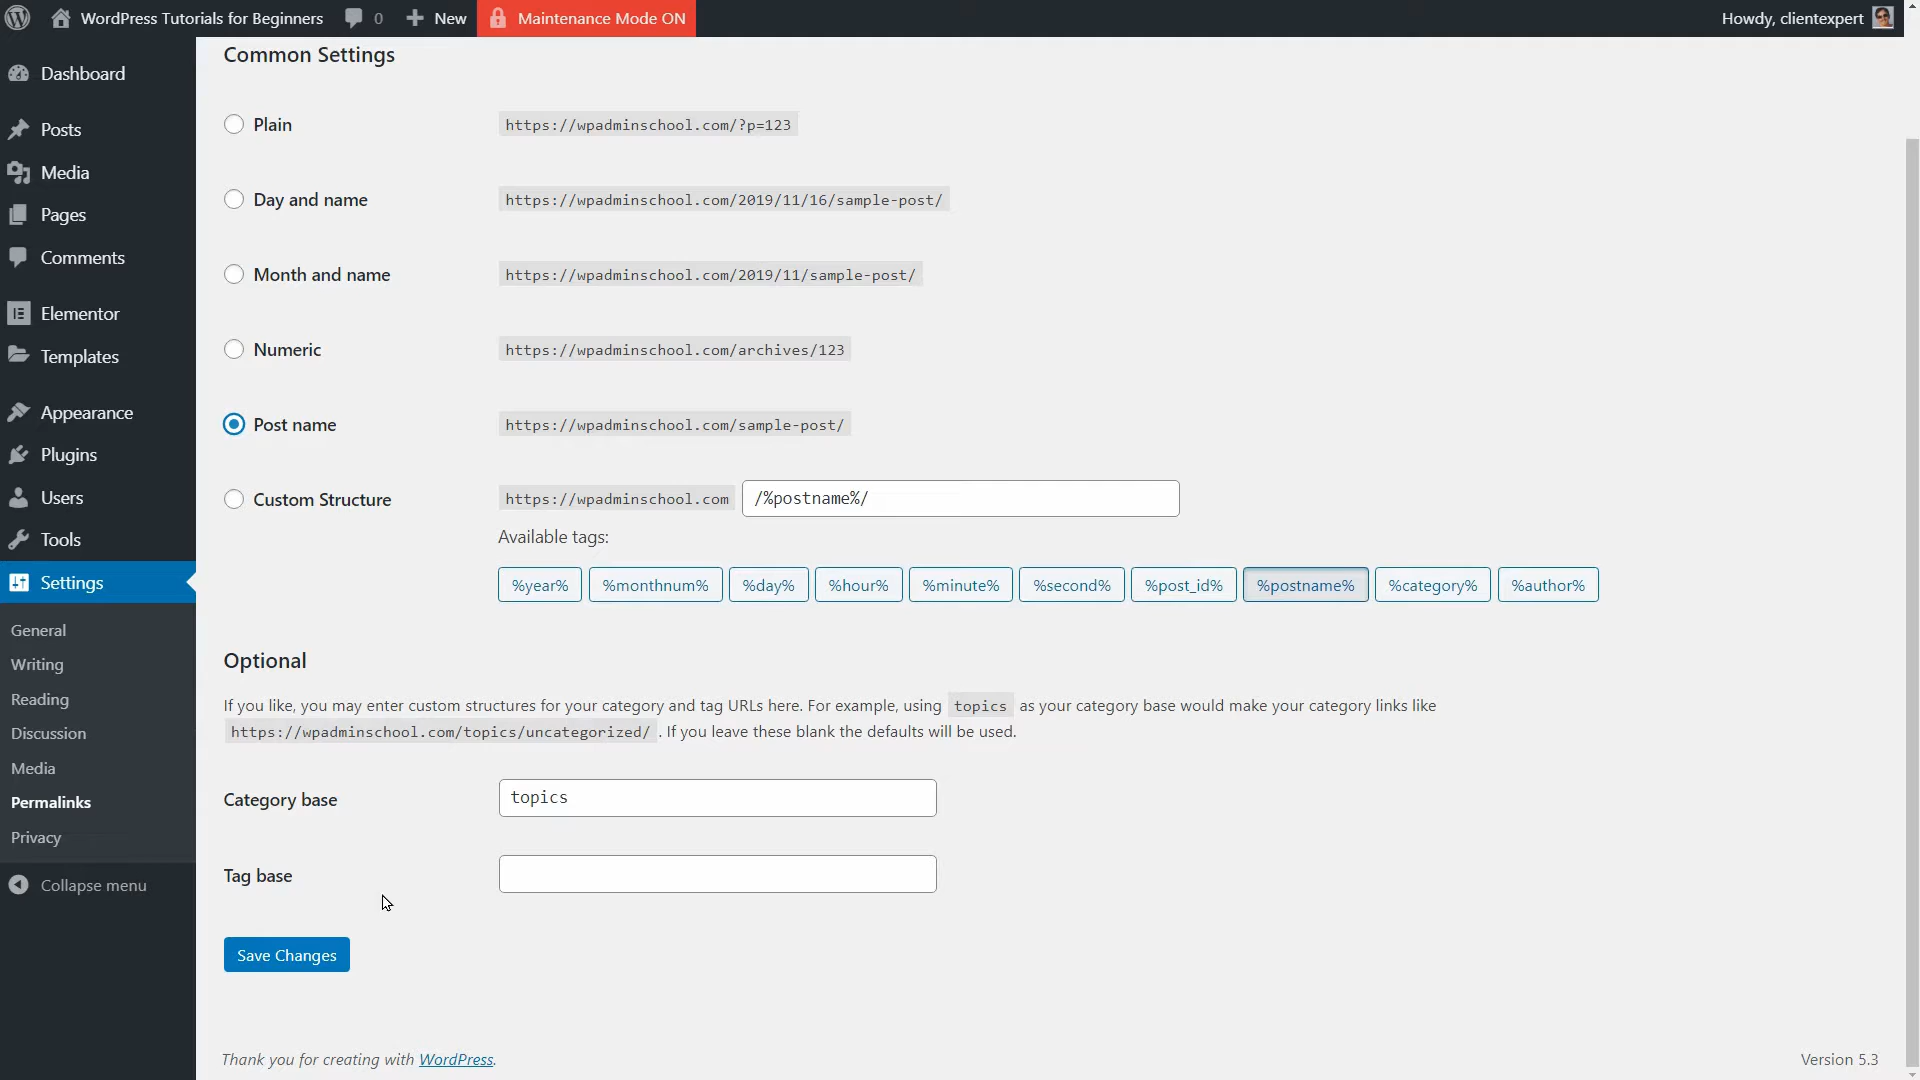 WordPress Tutorials for Beginners 0 New Maintenance Mode ON Howdy, clientexpert
Dashboard
Posts
Media
Pages
Comments
Elementor
Templates
Appearance
Plugins
Users
Tools
Settings
General
Writing
Reading
Discussion
Media
Permalinks
Privacy
Collapse menu
Common Settings
Plain https://wpadminschool.com/?p=123
Day and name https://wpadminschool.com/2019/11/16/sample-post/
Month and name https://wpadminschool.com/2019/11/sample-post/
Numeric https://wpadminschool.com/archives/123
Post name https://wpadminschool.com/sample-post/
Custom Structure https://wpadminschool.com /%postname%/
Available tags:
%year% %monthnum% %day% %hour% %minute% %second% %post_id% %postname% %category% %author%
Optional
If you like, you may enter custom structures for your category and tag URLs here. For example, using topics as your category base would make your category links like
https://wpadminschool.com/topics/uncategorized/ . If you leave these blank the defaults will be used.
Category base topics
Tag base
Save Changes
Thank you for creating with WordPress. Version 5.3